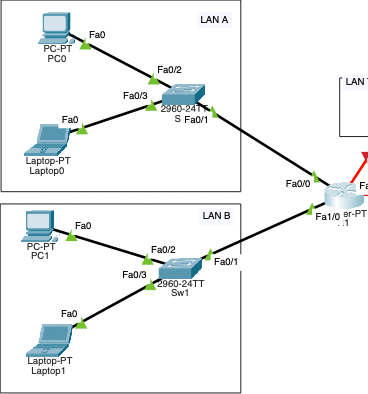 LAN A
Fa0
PC-PT
PC0
Fa0/2
Fa0/3
2960-24TT
S
Fa0/1
Fa0
Laptop-PT
Laptop0
LAN
Fa0/0
Fa
er-PT
Fa1/0
LAN B
PC-PT
PC1
Fa0
Fa0/2
Fa0/1
Fa0/3
2960-24TT
Sw1
Fa0
Laptop-PT
Laptop1